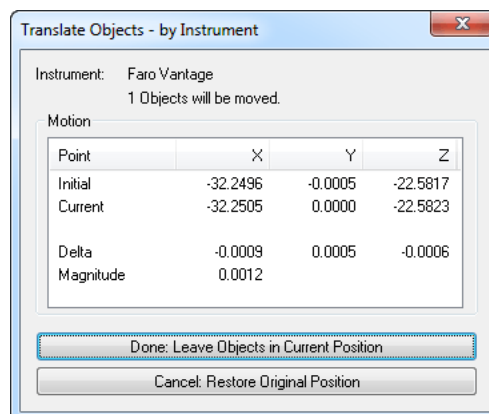 Translate Objects - by Instrument
Instrument: Faro Vantage
1 Objects will be moved.
Motion
Point X Y Z
Initial -32.2496 -0.0005 -22.5817
Current -32.2505 0.0000 -22.5823
Delta -0.0009 0.0005 -0.0006
Magnitude 0.0012
Done: Leave Objects in Current Position
Cancel: Restore Original Position